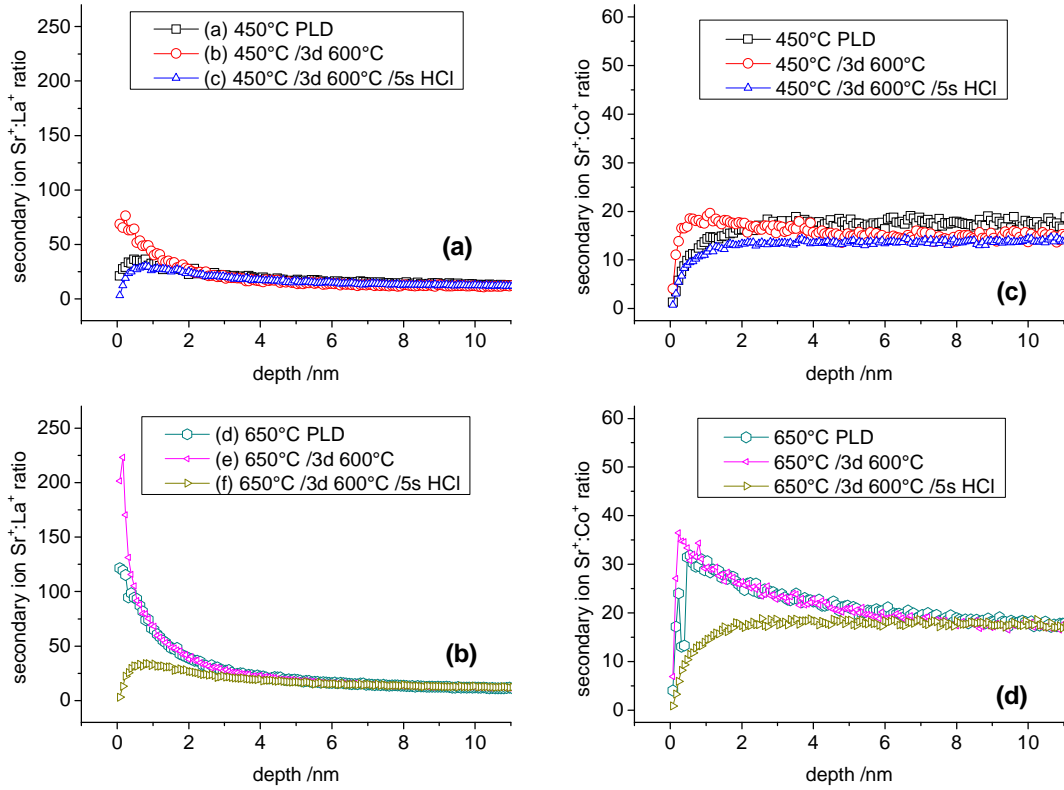 250
200
150
100
50
25
0
secondary ion Sr⁺:La⁺ ratio
(a) 450°C PLD
(b) 450°C /3d 600°C
(c) 450°C /3d 600°C /5s HCl
(a)
0 2 4 6 8 10
depth /nm
60
50
40
30
20
10
0
secondary ion Sr⁺:Co⁺ ratio
450°C PLD
450°C /3d 600°C
450°C /3d 600°C /5s HCl
(c)
0 2 4 6 8 10
depth /nm
250
225
200
175
150
125
100
75
50
25
0
secondary ion Sr⁺:La⁺ ratio
(d) 650°C PLD
(e) 650°C /3d 600°C
(f) 650°C /3d 600°C /5s HCl
(b)
0 2 4 6 8 10
depth /nm
60
50
40
30
20
10
0
secondary ion Sr⁺:Co⁺ ratio
650°C PLD
650°C /3d 600°C
650°C /3d 600°C /5s HCl
(d)
0 2 4 6 8 10
depth /nm